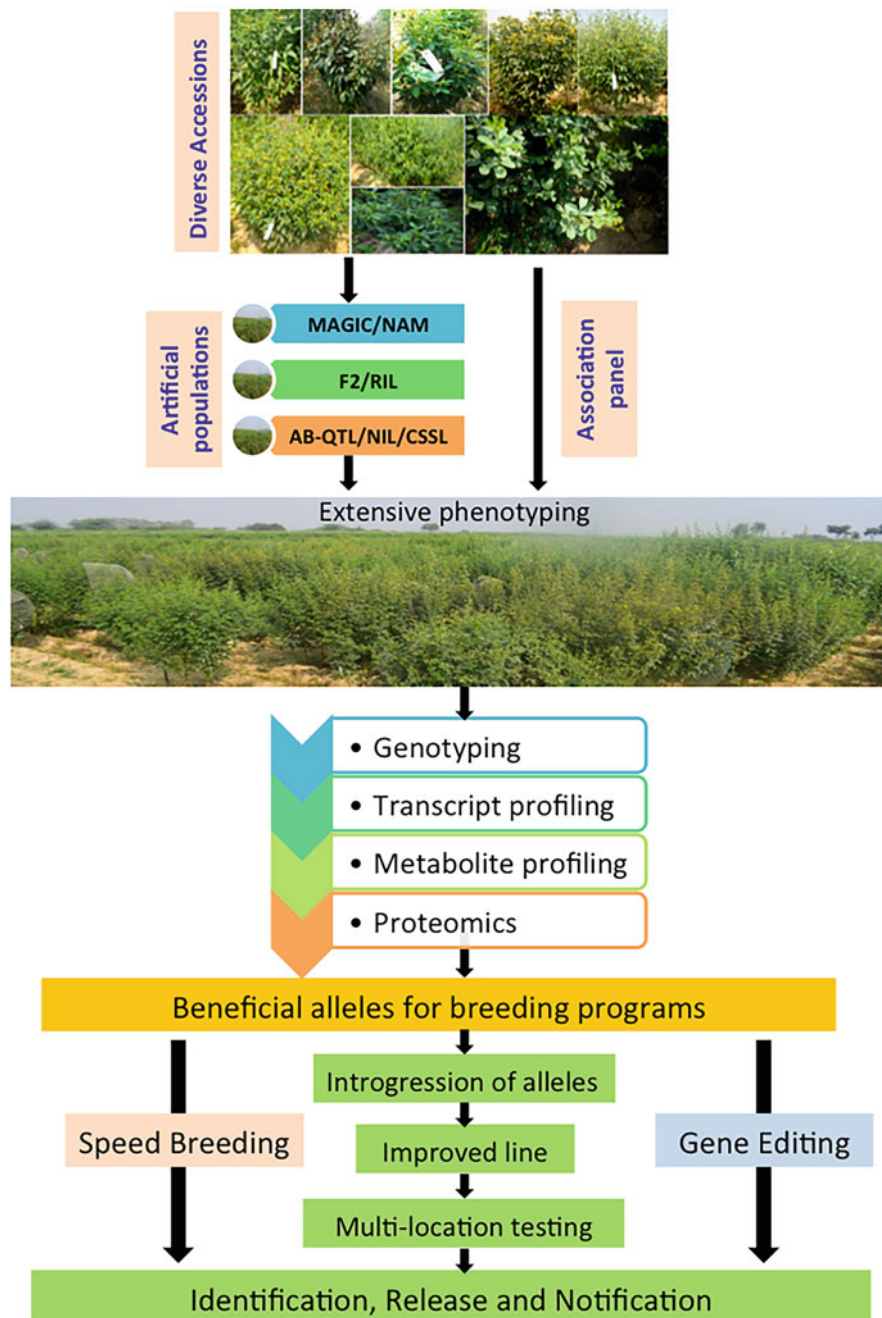 Diverse Accessions
MAGIC/NAM
F2/RIL
AB-QTL/NIL/CSSL
Artificial
populations
Association
panel
Extensive phenotyping
• Genotyping
• Transcript profiling
• Metabolite profiling
• Proteomics
Beneficial alleles for breeding programs
Introgression of alleles
Speed Breeding
Improved line
Gene Editing
Multi-location testing
Identification, Release and Notification